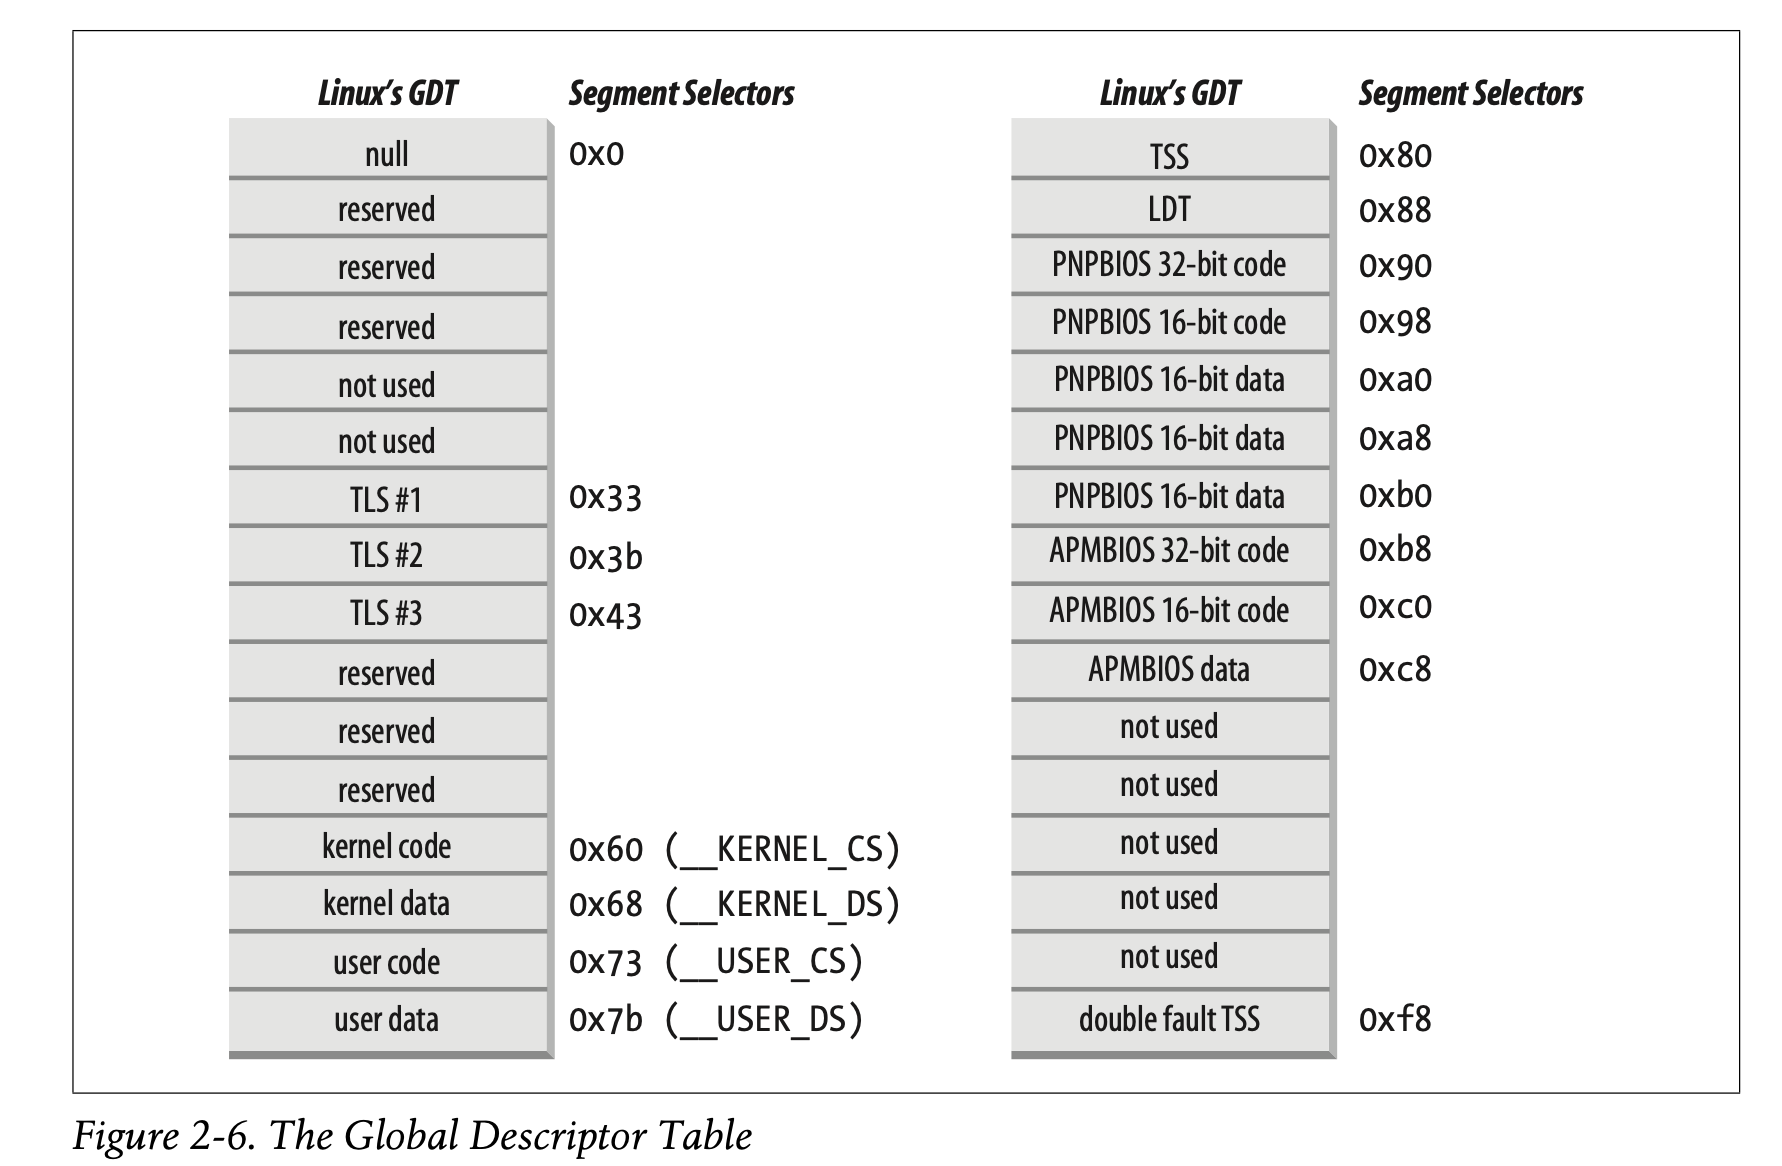 Linux's GDT Segment Selectors
null 0x0
reserved
reserved
reserved
not used
not used
TLS #1 0x33
TLS #2 0x3b
TLS #3 0x43
reserved
reserved
reserved
kernel code 0x60 (__KERNEL_CS)
kernel data 0x68 (__KERNEL_DS)
user code 0x73 (__USER_CS)
user data 0x7b (__USER_DS)
Linux's GDT Segment Selectors
TSS 0x80
LDT 0x88
PNPBIOS 32-bit code 0x90
PNPBIOS 16-bit code 0x98
PNPBIOS 16-bit data 0xa0
PNPBIOS 16-bit data 0xa8
PNPBIOS 16-bit data 0xb0
APMBIOS 32-bit code 0xb8
APMBIOS 16-bit code 0xc0
APMBIOS data 0xc8
not used
not used
not used
not used
not used
double fault TSS 0xf8
Figure 2-6. The Global Descriptor Table